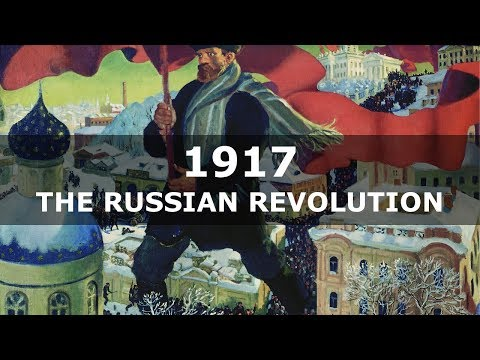 1917
THE RUSSIAN REVOLUTION